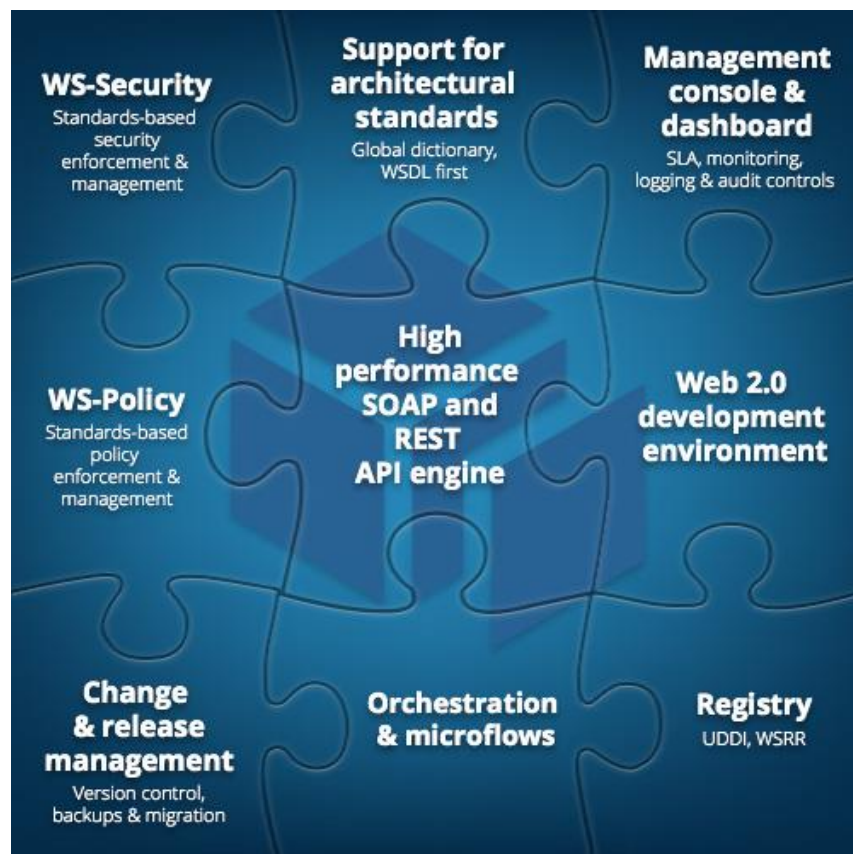 WS-Security
Standards-based
security
enforcement &
management
Support for
architectural
standards
Global dictionary,
WSDL first
Management
console &
dashboard
SLA, monitoring,
logging & audit controls
WS-Policy
Standards-based
policy
enforcement &
management
High
performance
SOAP and
REST
API engine
Web 2.0
development
environment
Change
& release
management
Version control,
backups & migration
Orchestration
& microflows
Registry
UDDI, WSRR